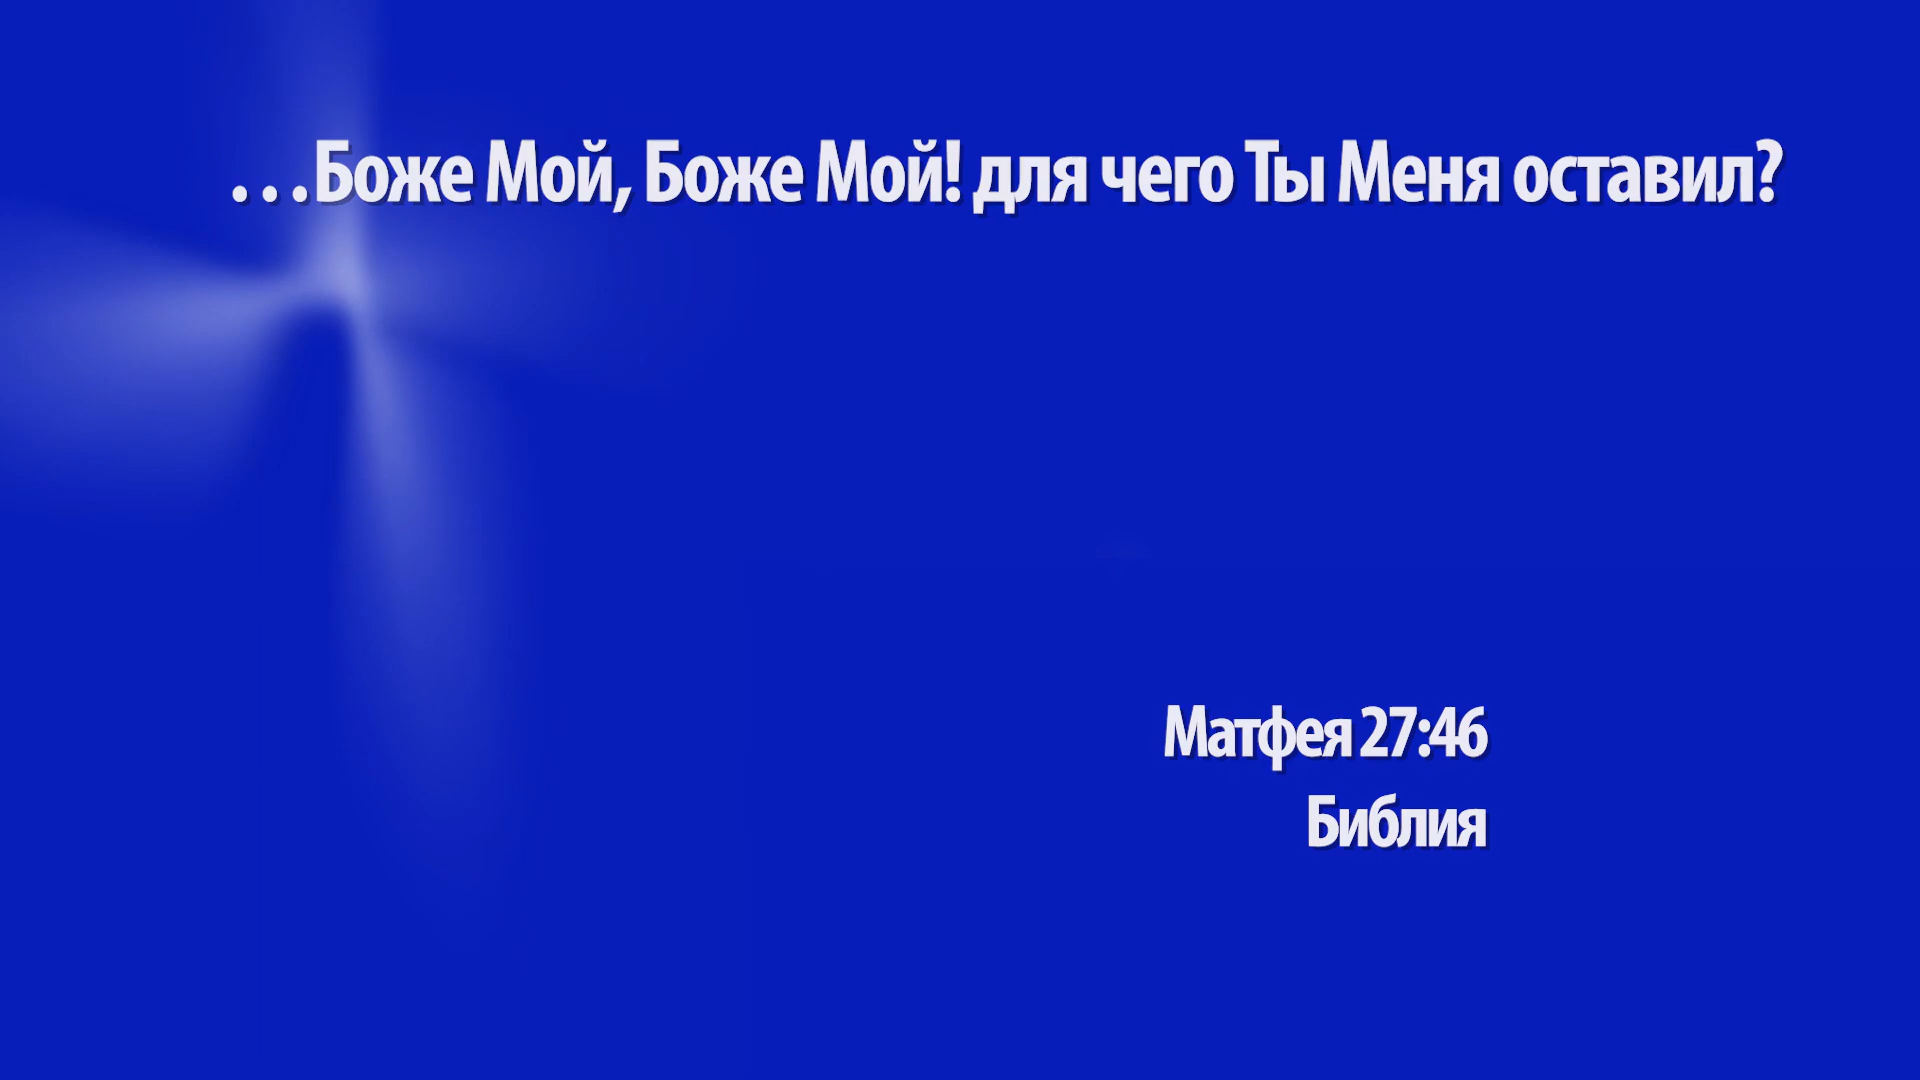 …Боже Мой, Боже Мой! для чего Ты Меня оставил?
Матфея 27:46
Библия